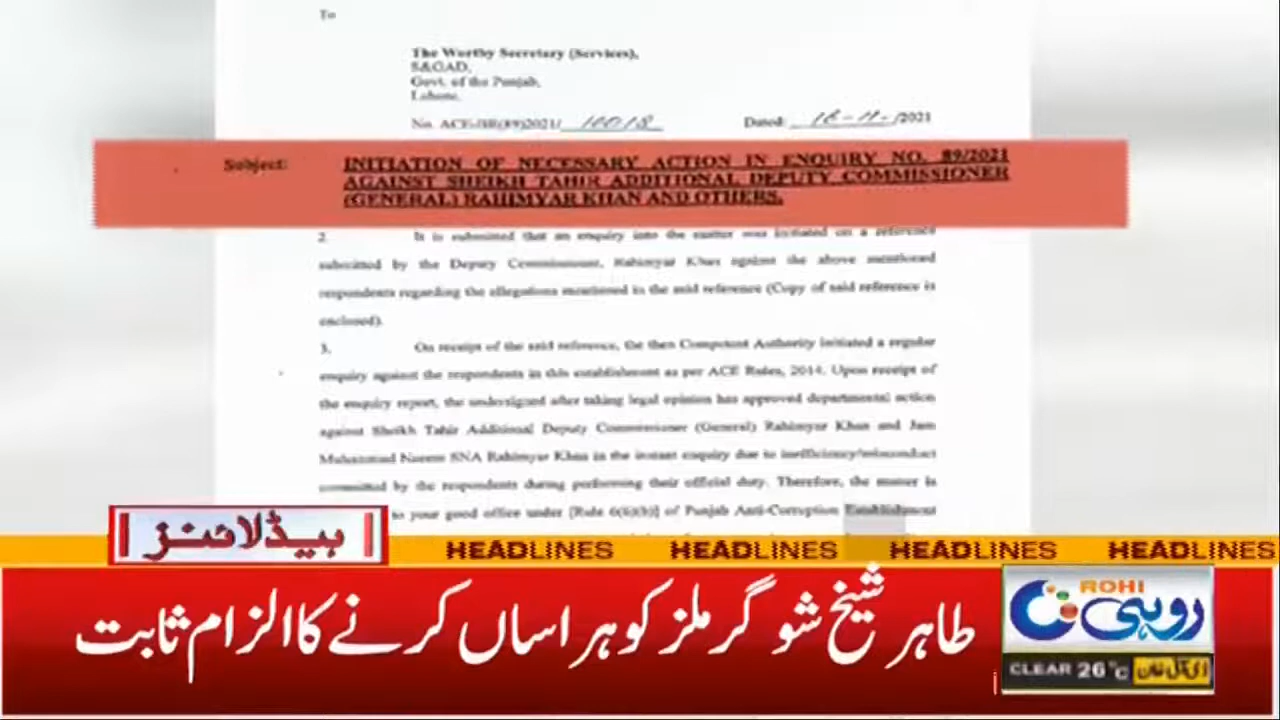 To
The Worthy Secretary (Services),
S&GAD,
Govt. of the Punjab,
Lahore.
Dated: 16-11-/2021
Subject: INITIATION OF NECESSARY ACTION IN ENQUIRY NO. 89/2021
AGAINST SHEIKH TAHIR ADDITIONAL DEPUTY COMMISSIONER
(GENERAL) RAHIMYAR KHAN AND OTHERS.
2. It is submitted that an enquiry into the matter was initiated on a reference
submitted by the Deputy Commissioner, Rahimyar Khan against the above mentioned
respondents regarding the allegations mentioned in the said reference (Copy of said reference is
enclosed).
3. On receipt of the said reference, the then Competent Authority initiated a regular
enquiry against the respondents in this establishment as per ACE Rules, 2014. Upon receipt of
the enquiry report, the undersigned after taking legal opinion has approved departmental action
against Sheikh Tahir Additional Deputy Commissioner (General) Rahimyar Khan and Jam
Muhammad Naeem SNA Rahimyar Khan in the instant enquiry due to inefficiency/misconduct
committed by the respondents during performing their official duty. Therefore, the matter is
to your good office under of Punjab Anti-Corruption Establishment
ہیڈلائنز
HEADLINES HEADLINES HEADLINES HEADLINES
طاہر شیخ شوگر ملز کو ہراساں کرنے کا الزام ثابت
ROHI
روہی
CLEAR 26°C ڈی آئی خان